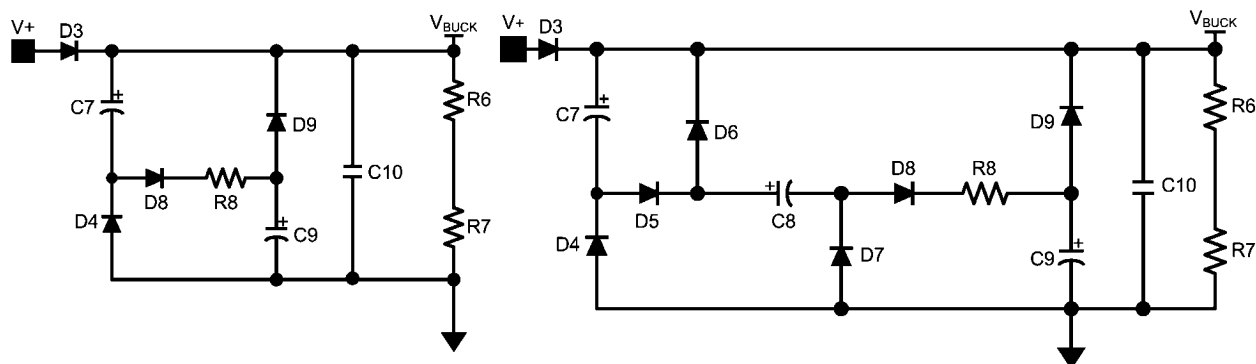 V+
D3
VBUCK
C7
+
R6
D9
D8
R8
C10
D4
+
C9
R7
V+
D3
VBUCK
C7
+
D6
D9
R6
D8
R8
C10
D5
+
C8
D4
D7
C9
+
R7